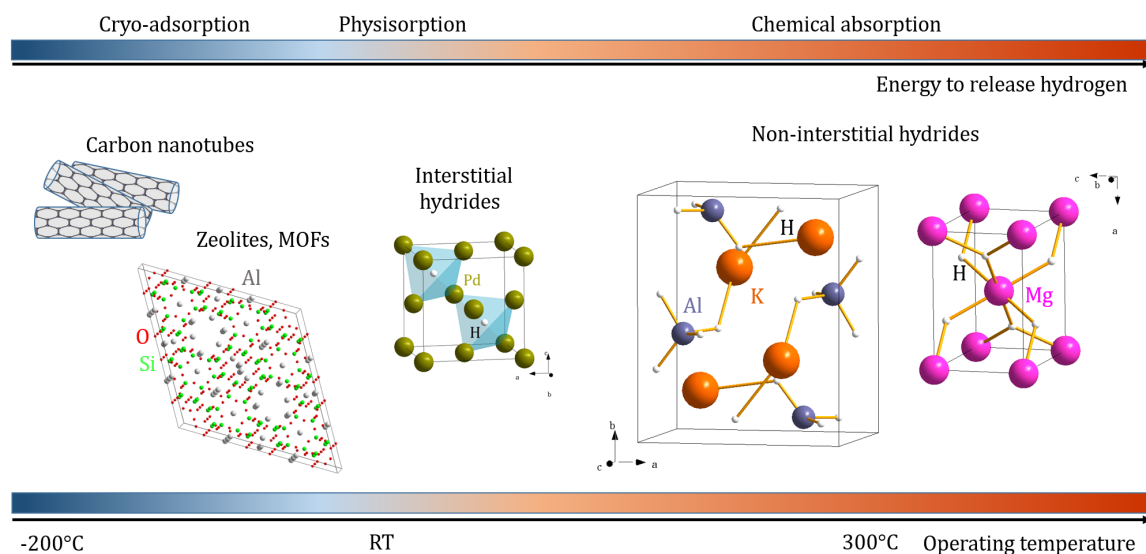 Cryo-adsorption
Physisorption
Chemical absorption
Energy to release hydrogen
Carbon nanotubes
Zeolites, MOFs
Al
O
Si
Interstitial
hydrides
Pd
H
c
a
b
Non-interstitial hydrides
H
K
Al
b
c
a
c
b
a
H
Mg
-200°C
RT
300°C
Operating temperature